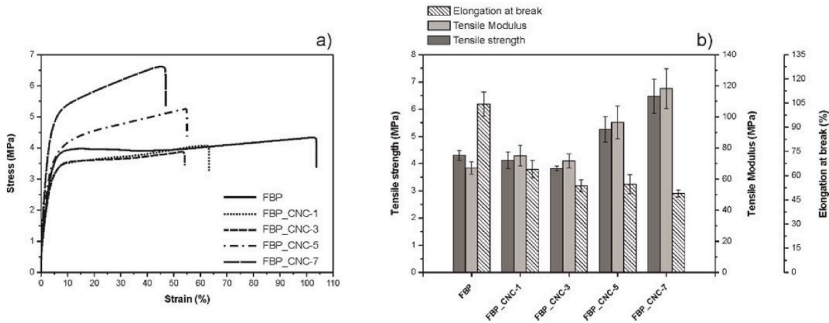 a)
7
6
5
4
3
2
1
0
Stress (MPa)
0 10 20 30 40 50 60 70 80 90 100 110
Strain (%)
FBP
FBP_CNC-1
FBP_CNC-3
FBP_CNC-5
FBP_CNC-7
Elongation at break
Tensile Modulus
Tensile strength
b)
8
7
6
5
4
3
2
1
0
Tensile strength (MPa)
FBP
FBP_CNC-1
FBP_CNC-3
FBP_CNC-5
FBP_CNC-7
140
120
100
80
60
40
20
0
Tensile Modulus (MPa)
135
120
105
90
75
60
45
30
15
0
Elongation at break (%)